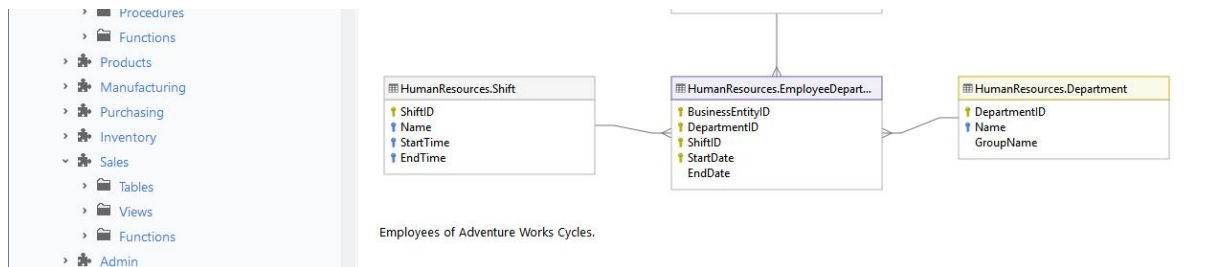 Procedures
Functions
Products
Manufacturing
Purchasing
Inventory
Sales
Tables
Views
Functions
Admin
HumanResources.Shift
ShiftID
Name
StartTime
EndTime
HumanResources.EmployeeDepart...
BusinessEntityID
DepartmentID
ShiftID
StartDate
EndDate
HumanResources.Department
DepartmentID
Name
GroupName
Employees of Adventure Works Cycles.